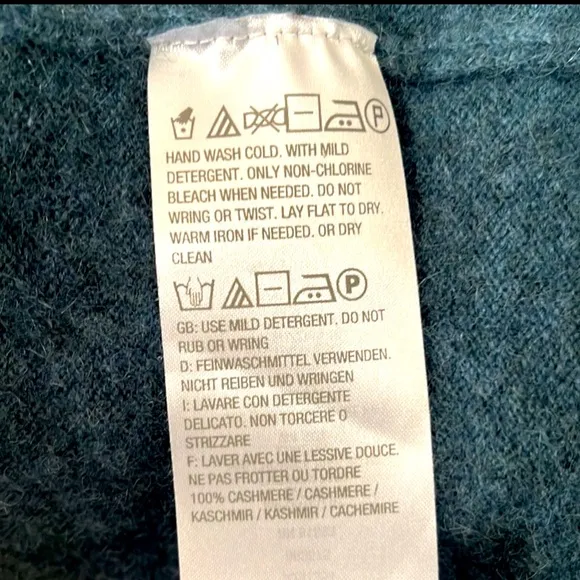 P
HAND WASH COLD. WITH MILD
DETERGENT. ONLY NON-CHLORINE
BLEACH WHEN NEEDED. DO NOT
WRING OR TWIST. LAY FLAT TO DRY.
WARM IRON IF NEEDED. OR DRY
CLEAN
P
GB: USE MILD DETERGENT. DO NOT
RUB OR WRING
D: FEINWASCHMITTEL VERWENDEN.
NICHT REIBEN UND WRINGEN
I: LAVARE CON DETERGENTE
DELICATO. NON TORCERE O
STRIZZARE
F: LAVER AVEC UNE LESSIVE DOUCE.
NE PAS FROTTER OU TORDRE
100% CASHMERE / CASHMERE /
KASCHMIR / KASHMIR / CACHEMIRE